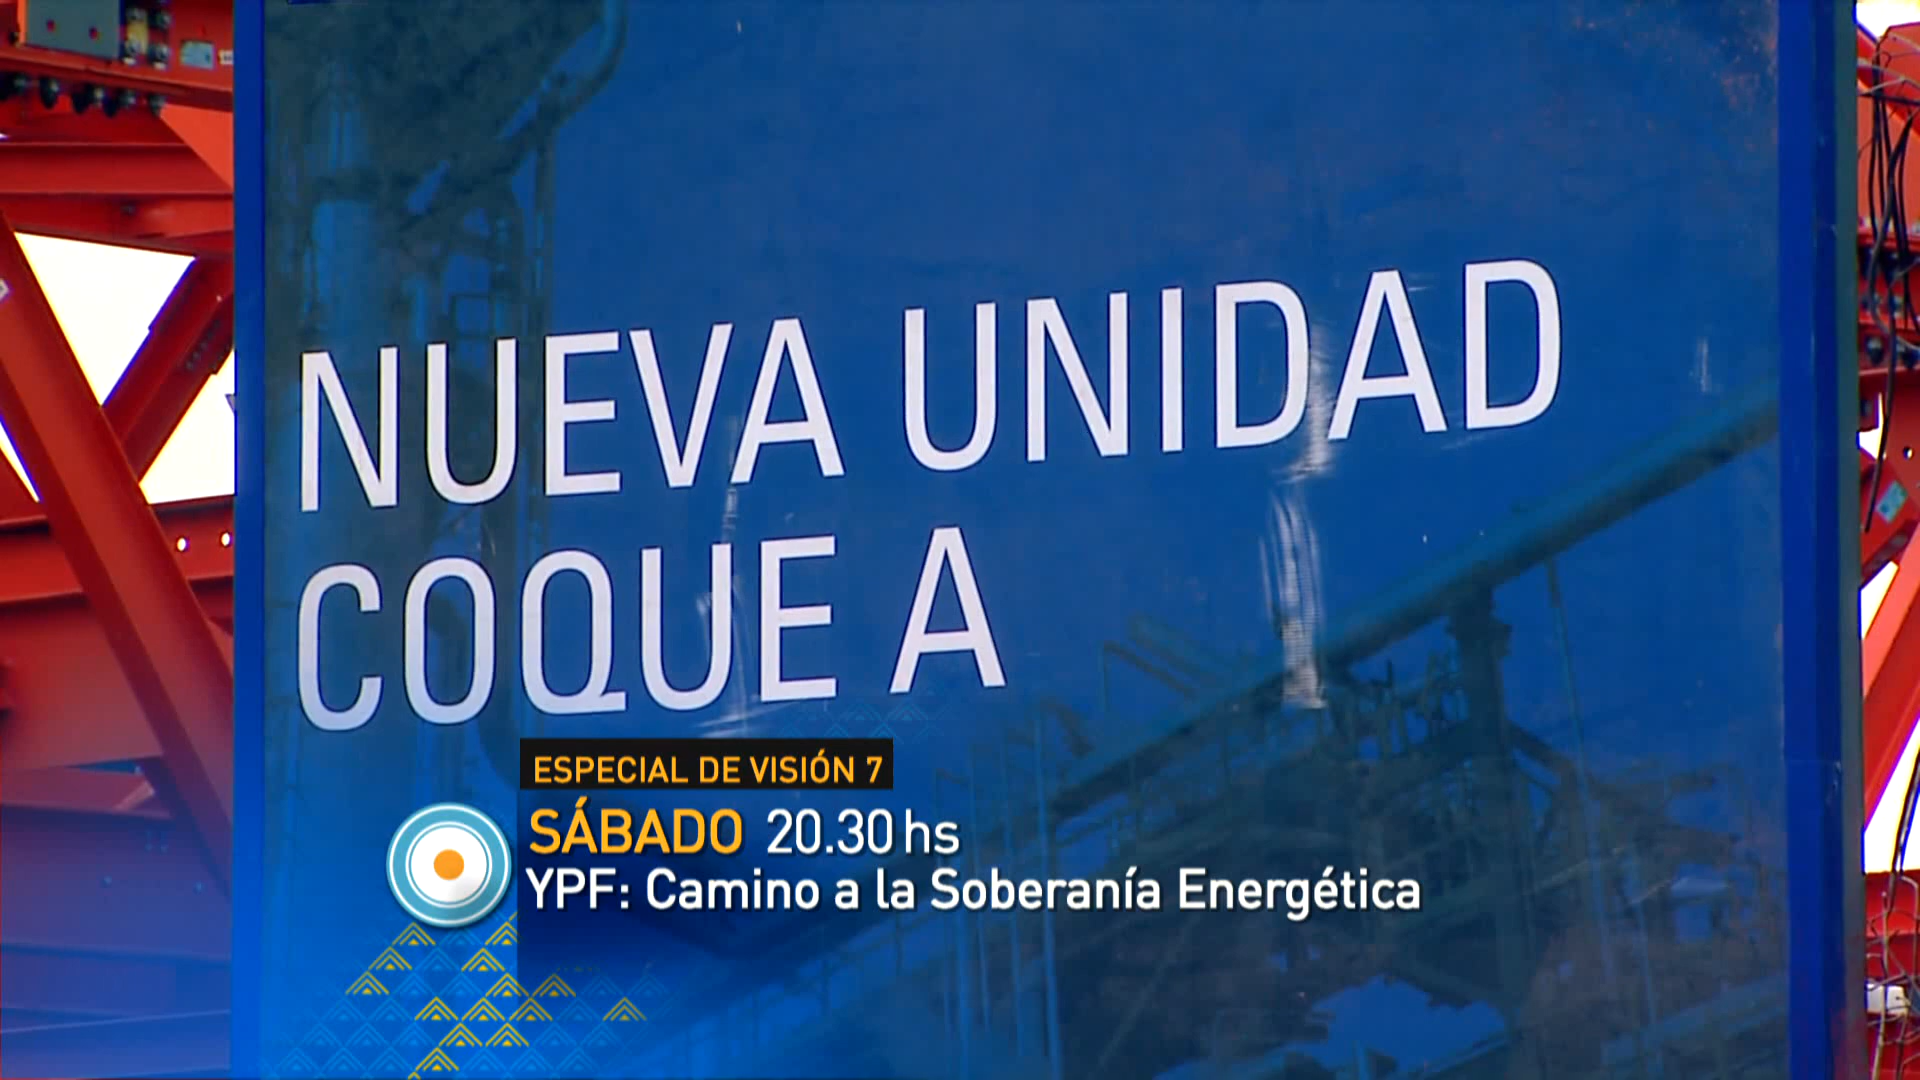 NUEVA UNIDAD
COQUE A
ESPECIAL DE VISIÓN 7
SÁBADO 20.30 hs
YPF: Camino a la Soberanía Energética